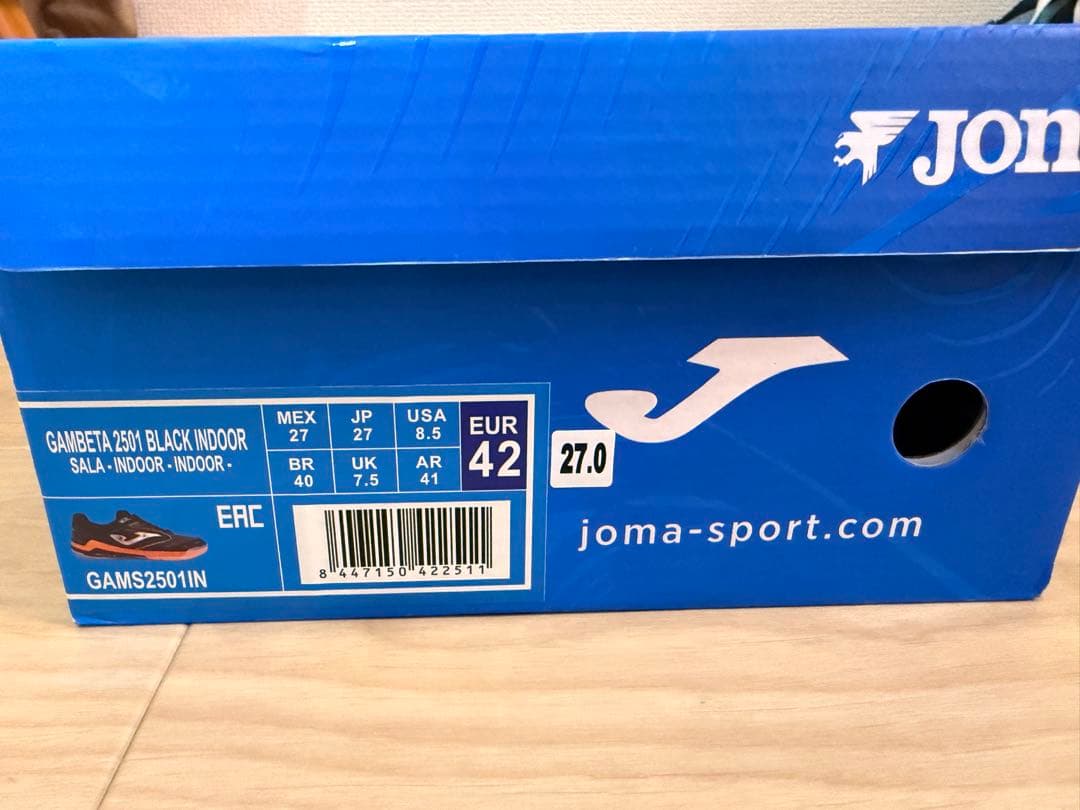 JOM
GAMBETA 2501 BLACK INDOOR
SALA - INDOOR - INDOOR -
MEX
27
JP
27
USA
8.5
EUR
42
BR
40
UK
7.5
AR
41
27.0
EAC
GAMS2501IN
8 447150 422511
joma-sport.com